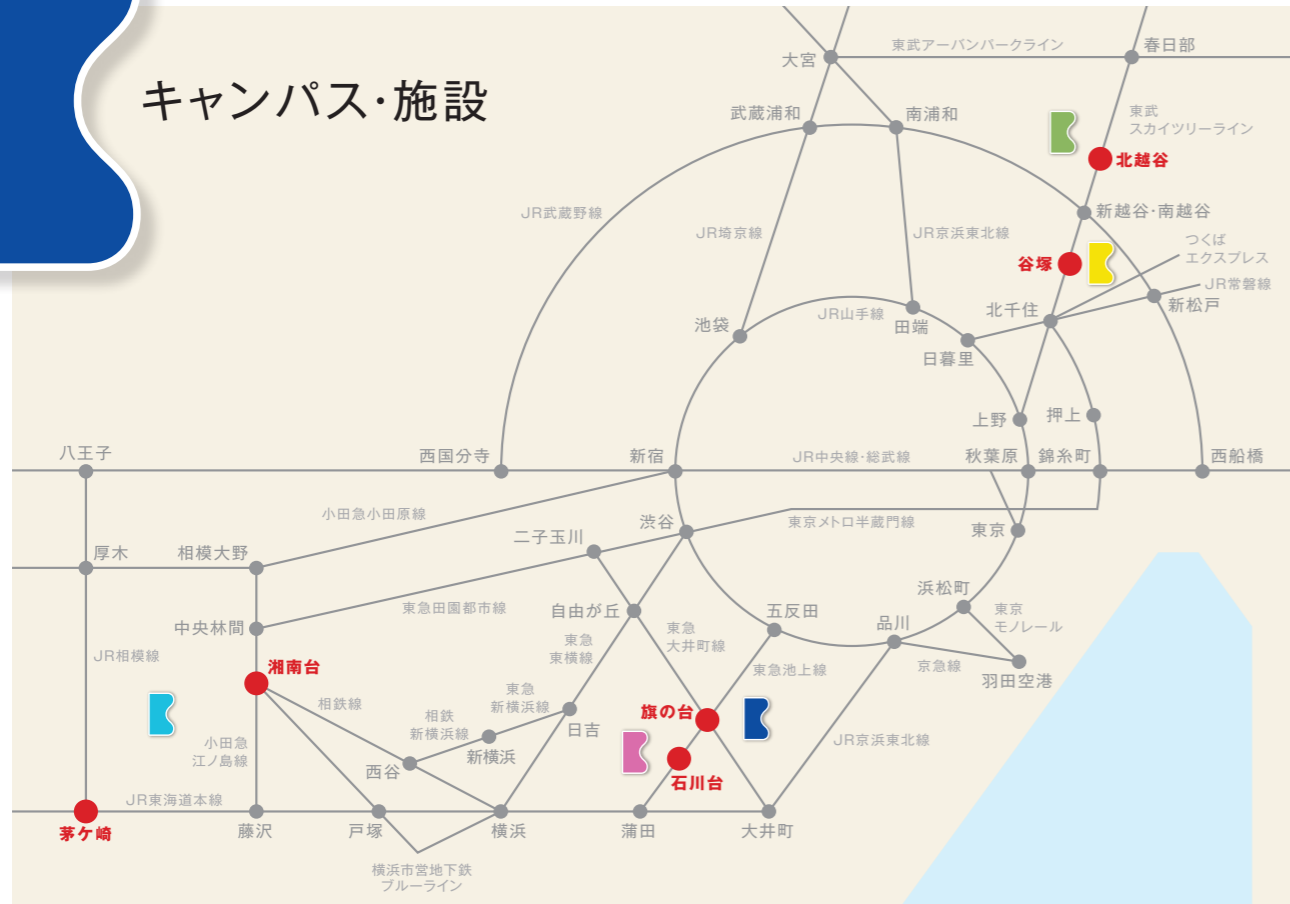 キャンパス・施設
東武アーバンパークライン
春日部
大宮
武蔵浦和
南浦和
東武
スカイツリーライン
北越谷
JR武蔵野線
新越谷・南越谷
JR埼京線
JR京浜東北線
つくば
エクスプレス
谷塚
JR常磐線
新松戸
北千住
池袋
JR山手線
田端
日暮里
上野
押上
八王子
西国分寺
新宿
JR中央線・総武線
秋葉原
錦糸町
西船橋
小田急小田原線
渋谷
東京メトロ半蔵門線
東京
二子玉川
厚木
相模大野
浜松町
東急田園都市線
自由が丘
五反田
品川
東京
モノレール
中央林間
東急
東横線
東急
大井町線
JR相模線
湘南台
東急池上線
京急線
羽田空港
相鉄線
東急
新横浜線
旗の台
相鉄
新横浜線
日吉
小田急
江ノ島線
西谷
新横浜
JR京浜東北線
石川台
JR東海道本線
茅ケ崎
藤沢
戸塚
横浜
蒲田
大井町
横浜市営地下鉄
ブルーライン